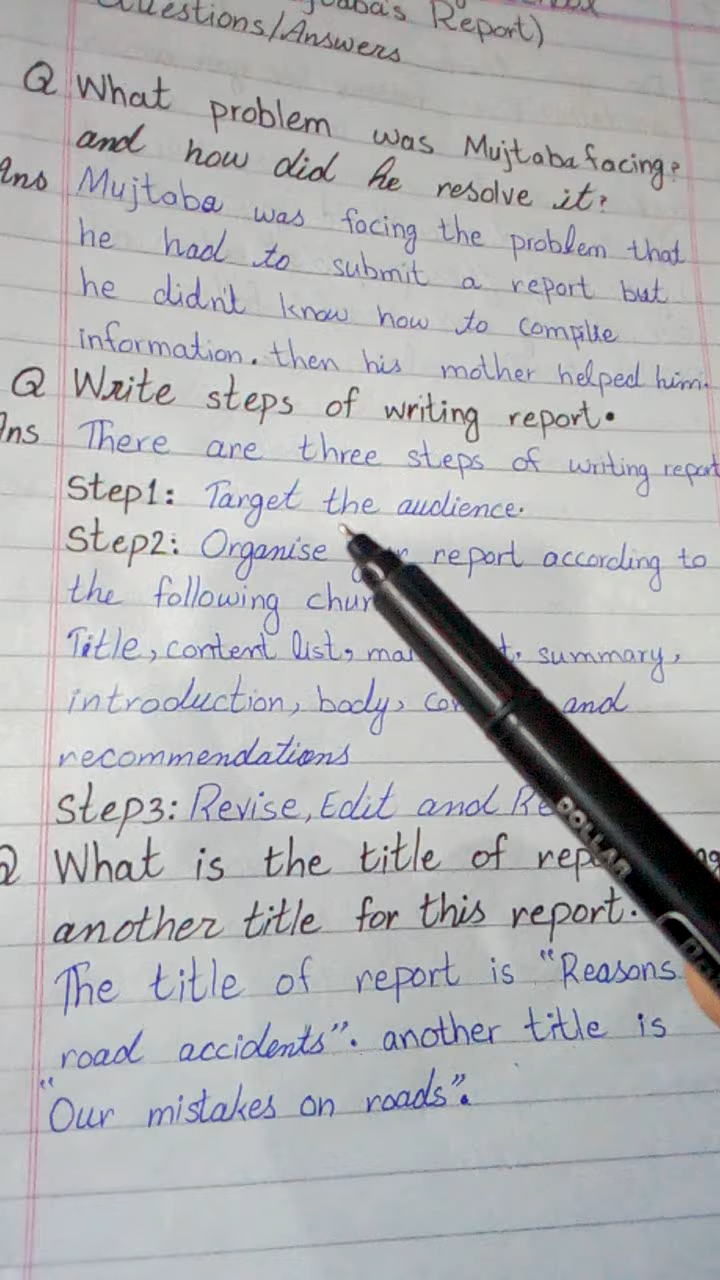 Questions/Answers Report)
Q What problem was Mujtaba facing?
and how did he resolve it?
Ans Mujtaba was facing the problem that
he had to submit a report but
he didn't know how to compile
information. then his mother helped him.
Q Write steps of writing report.
Ans There are three steps of writing report
Step1: Target the audience.
Step2: Organise report according to
the following
Title, content list, summary,
introduction, body, and
recommendations
Step3: Revise, Edit and
Q What is the title of
another title for this report.
The title of report is "Reasons
road accidents". another title is
"Our mistakes on roads".
DOLLAR